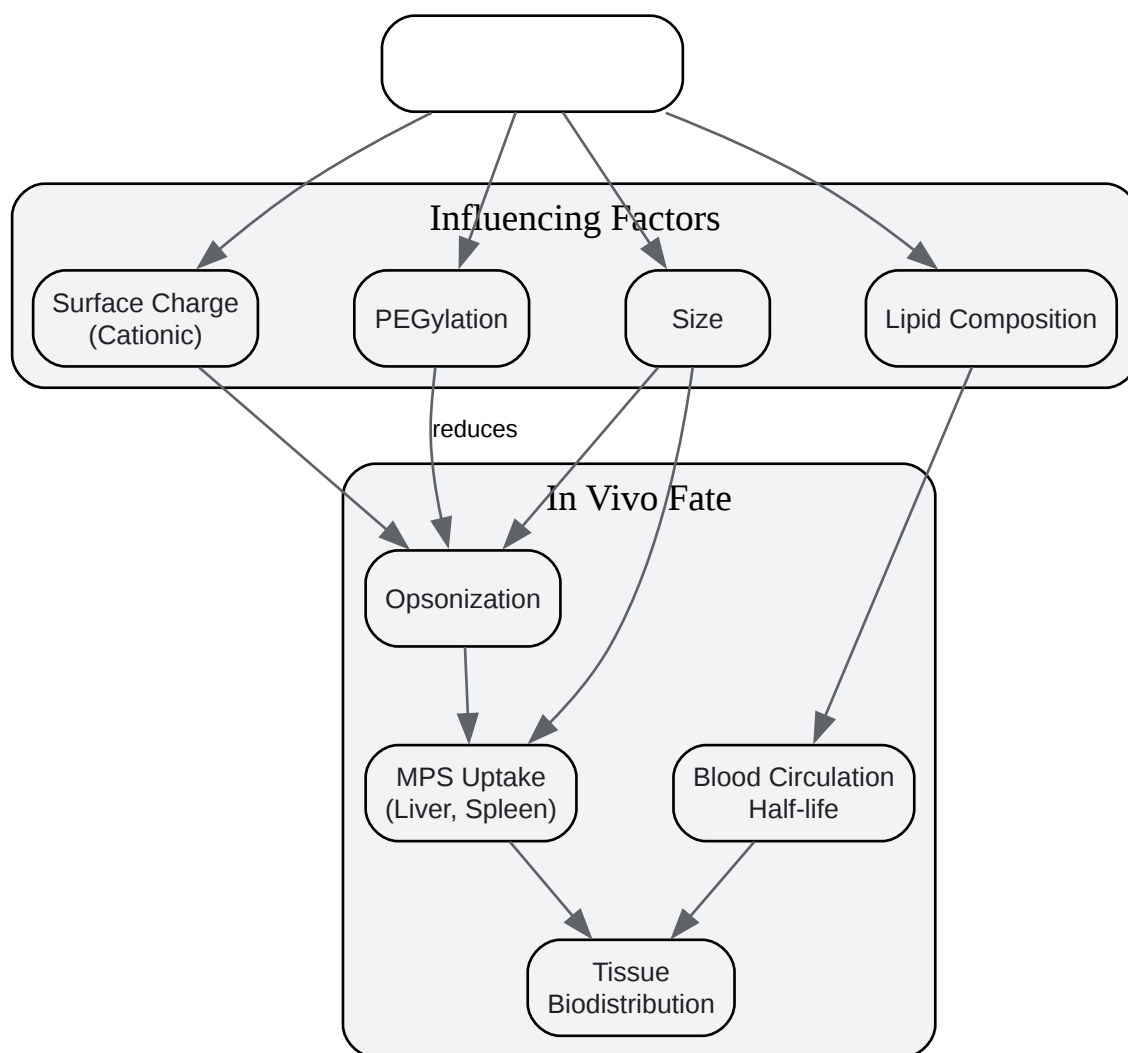 Influencing Factors
Surface Charge
(Cationic)
PEGylation
Size
Lipid Composition
reduces
In Vivo Fate
Opsonization
MPS Uptake
(Liver, Spleen)
Blood Circulation
Half-life
Tissue
Biodistribution